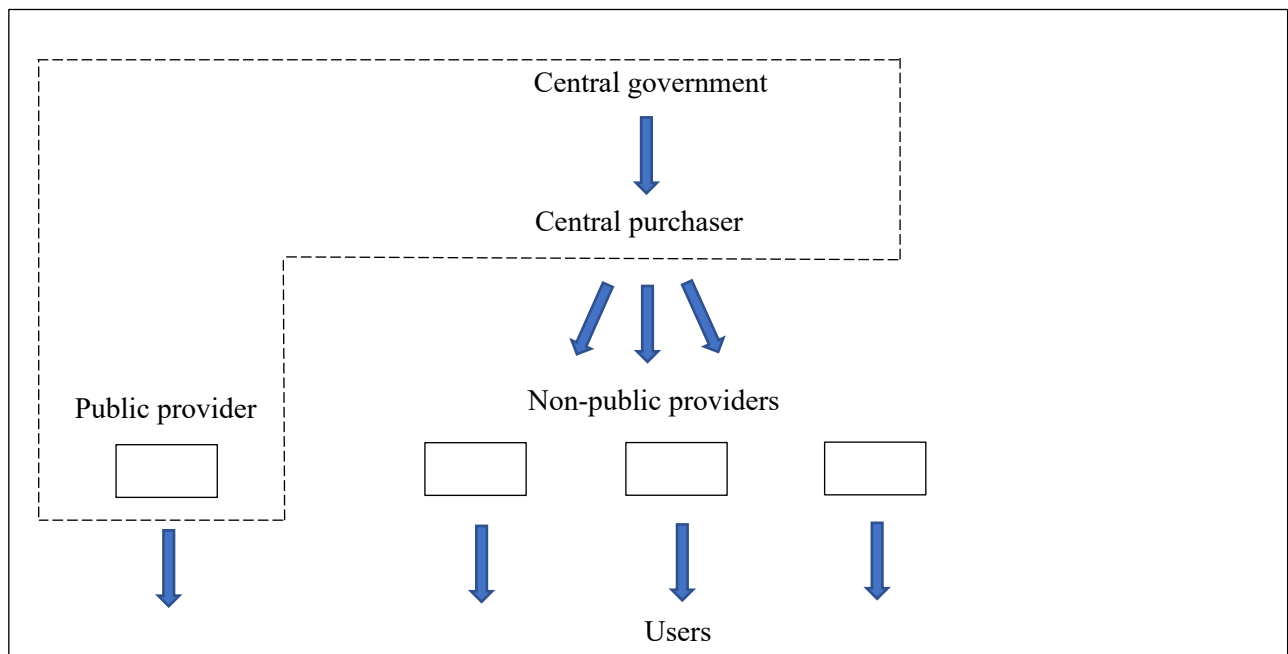 Central government
Central purchaser
Public provider
Non-public providers
Users